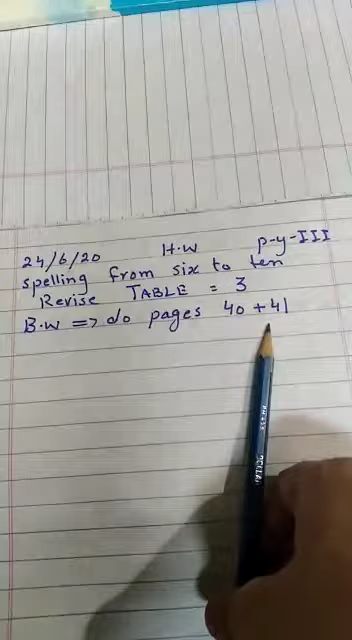 24/6/20 H.W P-y-III
spelling from six to ten
Revise TABLE = 3
B.W => do pages 40 + 41